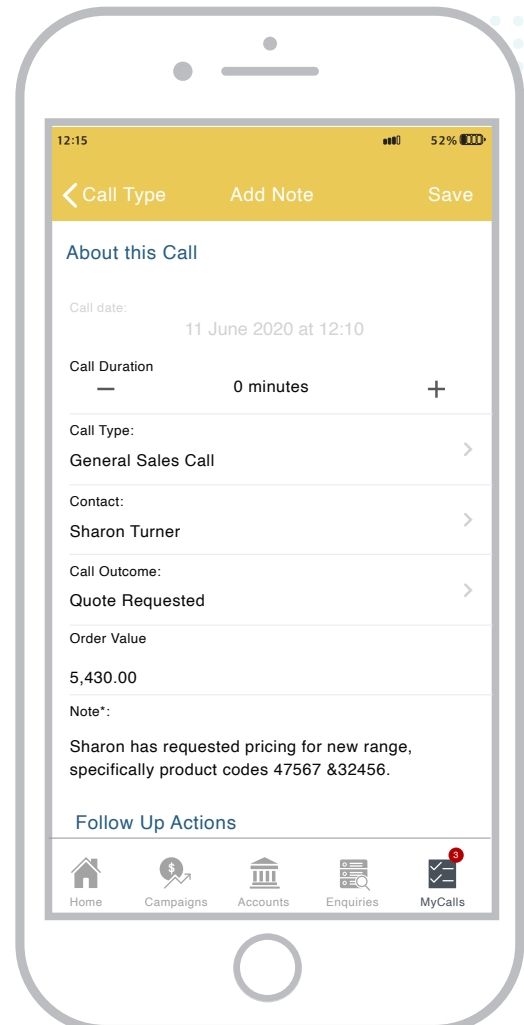 12:15 52%
Call Type Add Note Save
About this Call
Call date:
11 June 2020 at 12:10
Call Duration
0 minutes
Call Type:
General Sales Call
Contact:
Sharon Turner
Call Outcome:
Quote Requested
Order Value
5,430.00
Note*:
Sharon has requested pricing for new range,
specifically product codes 47567 &32456.
Follow Up Actions
3
Home Campaigns Accounts Enquiries MyCalls